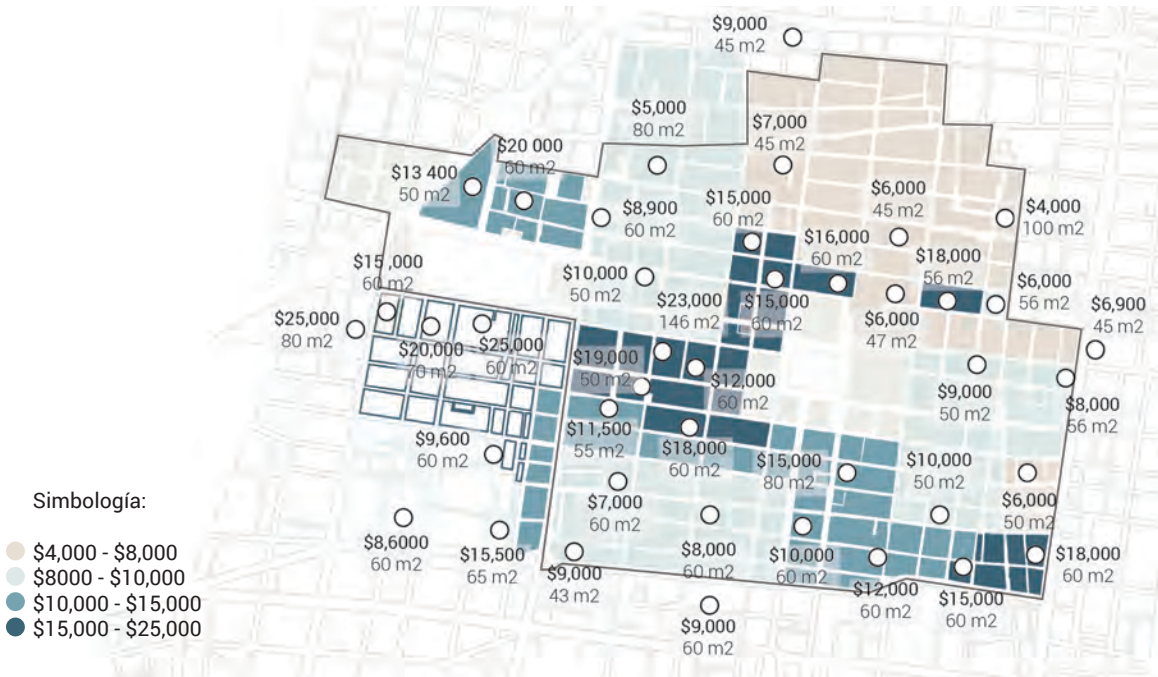 $9,000
45 m2
$5,000
80 m2
$7,000
45 m2
$20 000
60 m2
$13 400
50 m2
$15,000
60 m2
$6,000
45 m2
$4,000
100 m2
$8,900
60 m2
$16,000
60 m2
$18,000
56 m2
$15 ,000
60 m2
$10,000
50 m2
$23,000
146 m2
$15,000
60 m2
$6,000
47 m2
$6,000
56 m2
$6,900
45 m2
$25,000
80 m2
$20,000
70 m2
$25,000
60 m2
$19,000
50 m2
$12,000
60 m2
$9,000
50 m2
$8,000
56 m2
$11,500
55 m2
$9,600
60 m2
$18,000
60 m2
$15,000
80 m2
$10,000
50 m2
$6,000
50 m2
$7,000
60 m2
Simbología:
$4,000 - $8,000
$8000 - $10,000
$10,000 - $15,000
$15,000 - $25,000
$8,6000
60 m2
$15,500
65 m2
$9,000
43 m2
$8,000
60 m2
$10,000
60 m2
$12,000
60 m2
$15,000
60 m2
$18,000
60 m2
$9,000
60 m2